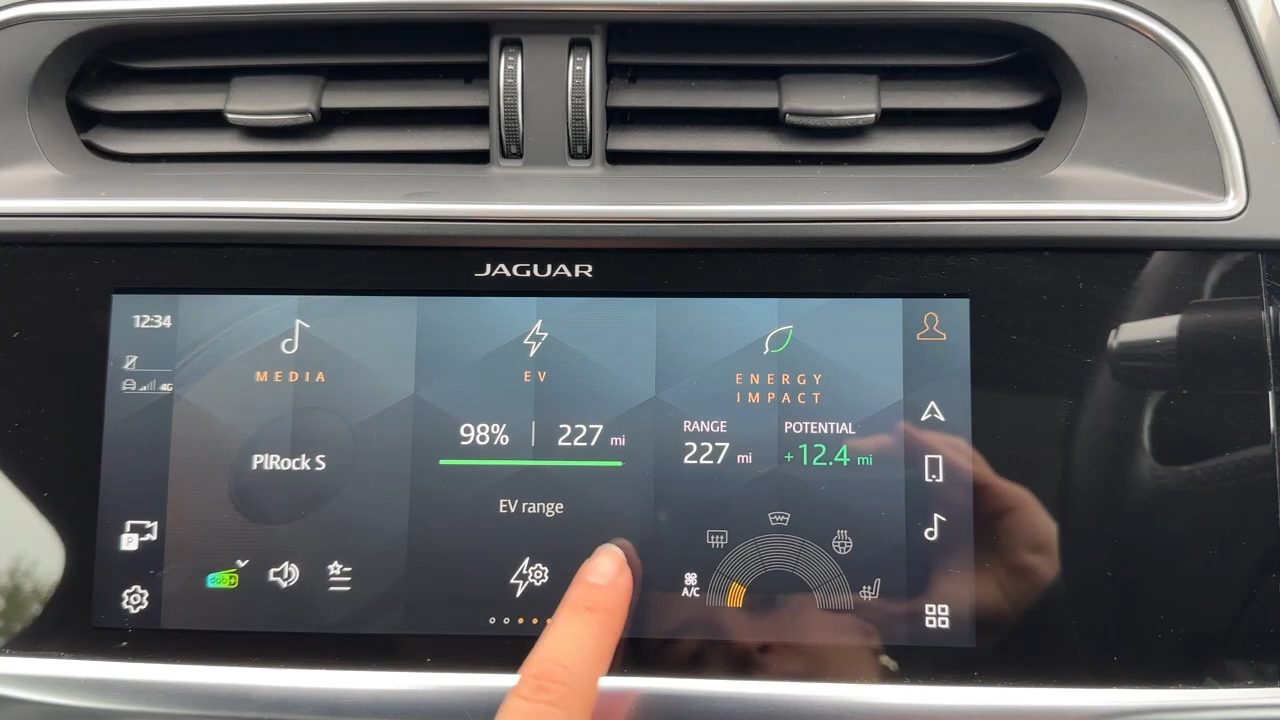 JAGUAR
12:34
4G
P
MEDIA
PlRock S
dab+
EV
98% | 227 mi
EV range
ENERGY
IMPACT
RANGE
227 mi
POTENTIAL
+12.4 mi
A/C